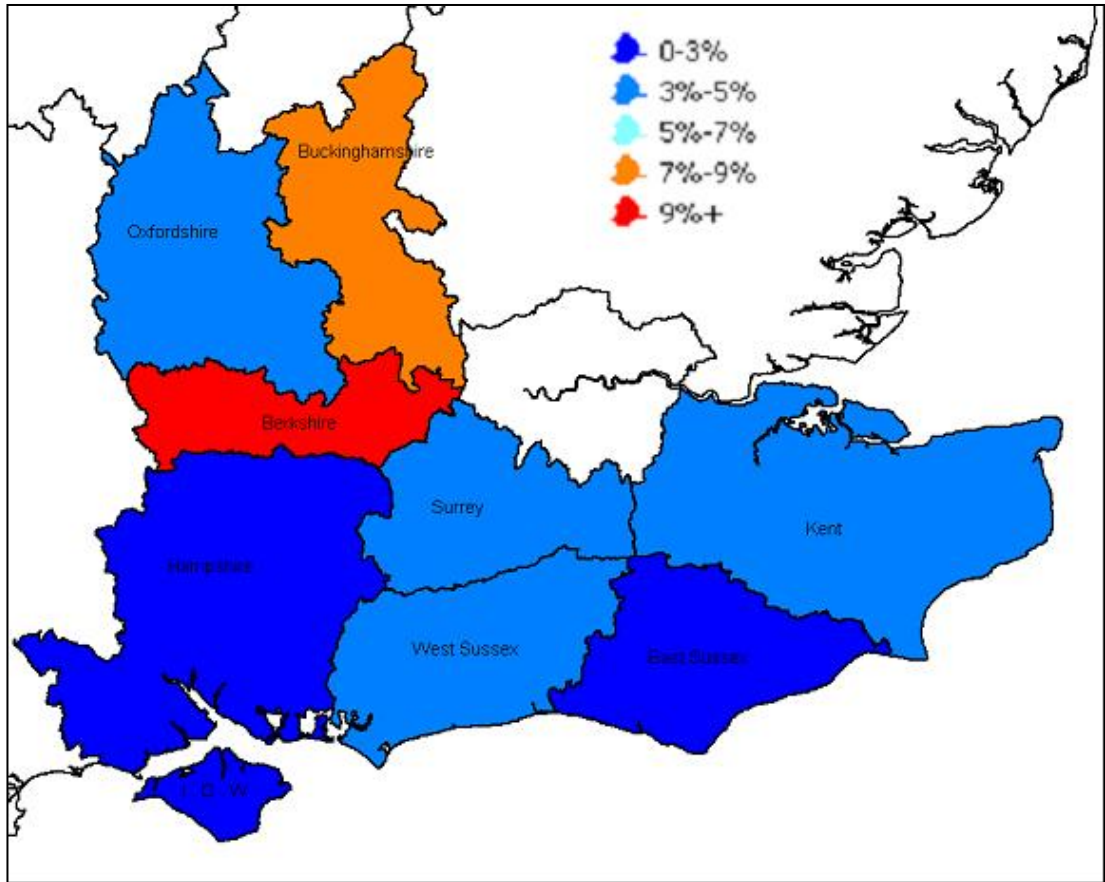 0-3%
3%-5%
5%-7%
7%-9%
9%+
Buckinghamshire
Oxfordshire
Berkshire
Surrey
Kent
Hampshire
West Sussex
East Sussex
I O W